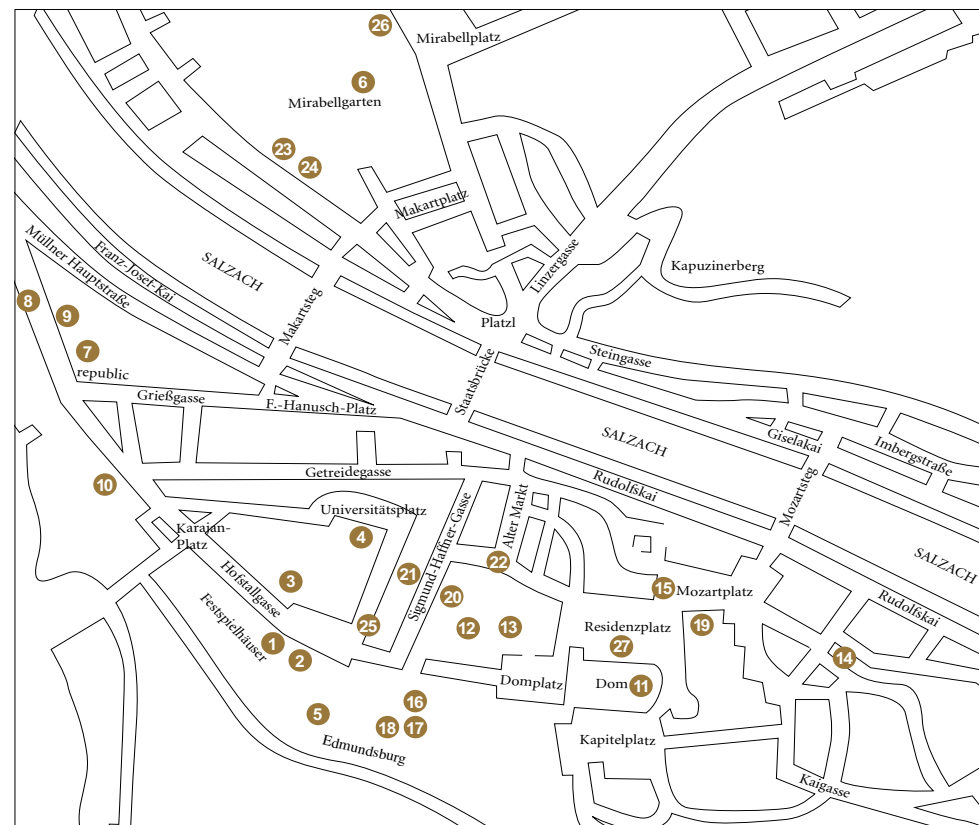 26
Mirabellplatz
6
Mirabellgarten
23
24
Makartplatz
Linzergasse
Kapuzinerberg
Müllner Hauptstraße
Franz-Josef-Kai
SALZACH
Makartsteg
8
9
7
republic
Platzl
Steingasse
Staatsbrücke
Grießgasse
F.-Hanusch-Platz
SALZACH
Giselakai
Imbergstraße
Getreidegasse
Rudolfskai
Mozartsteg
10
Universitätsplatz
Alter Markt
Sigmund-Haffner-Gasse
Karajan-
Platz
4
SALZACH
3
Hofstallgasse
21
22
15
Mozartplatz
Rudolfskai
Festspielhäuser
20
25
12
13
Residenzplatz
19
1
2
27
14
Domplatz
Dom
11
5
16
18
17
Edmundsburg
Kapitelplatz
Kaigasse